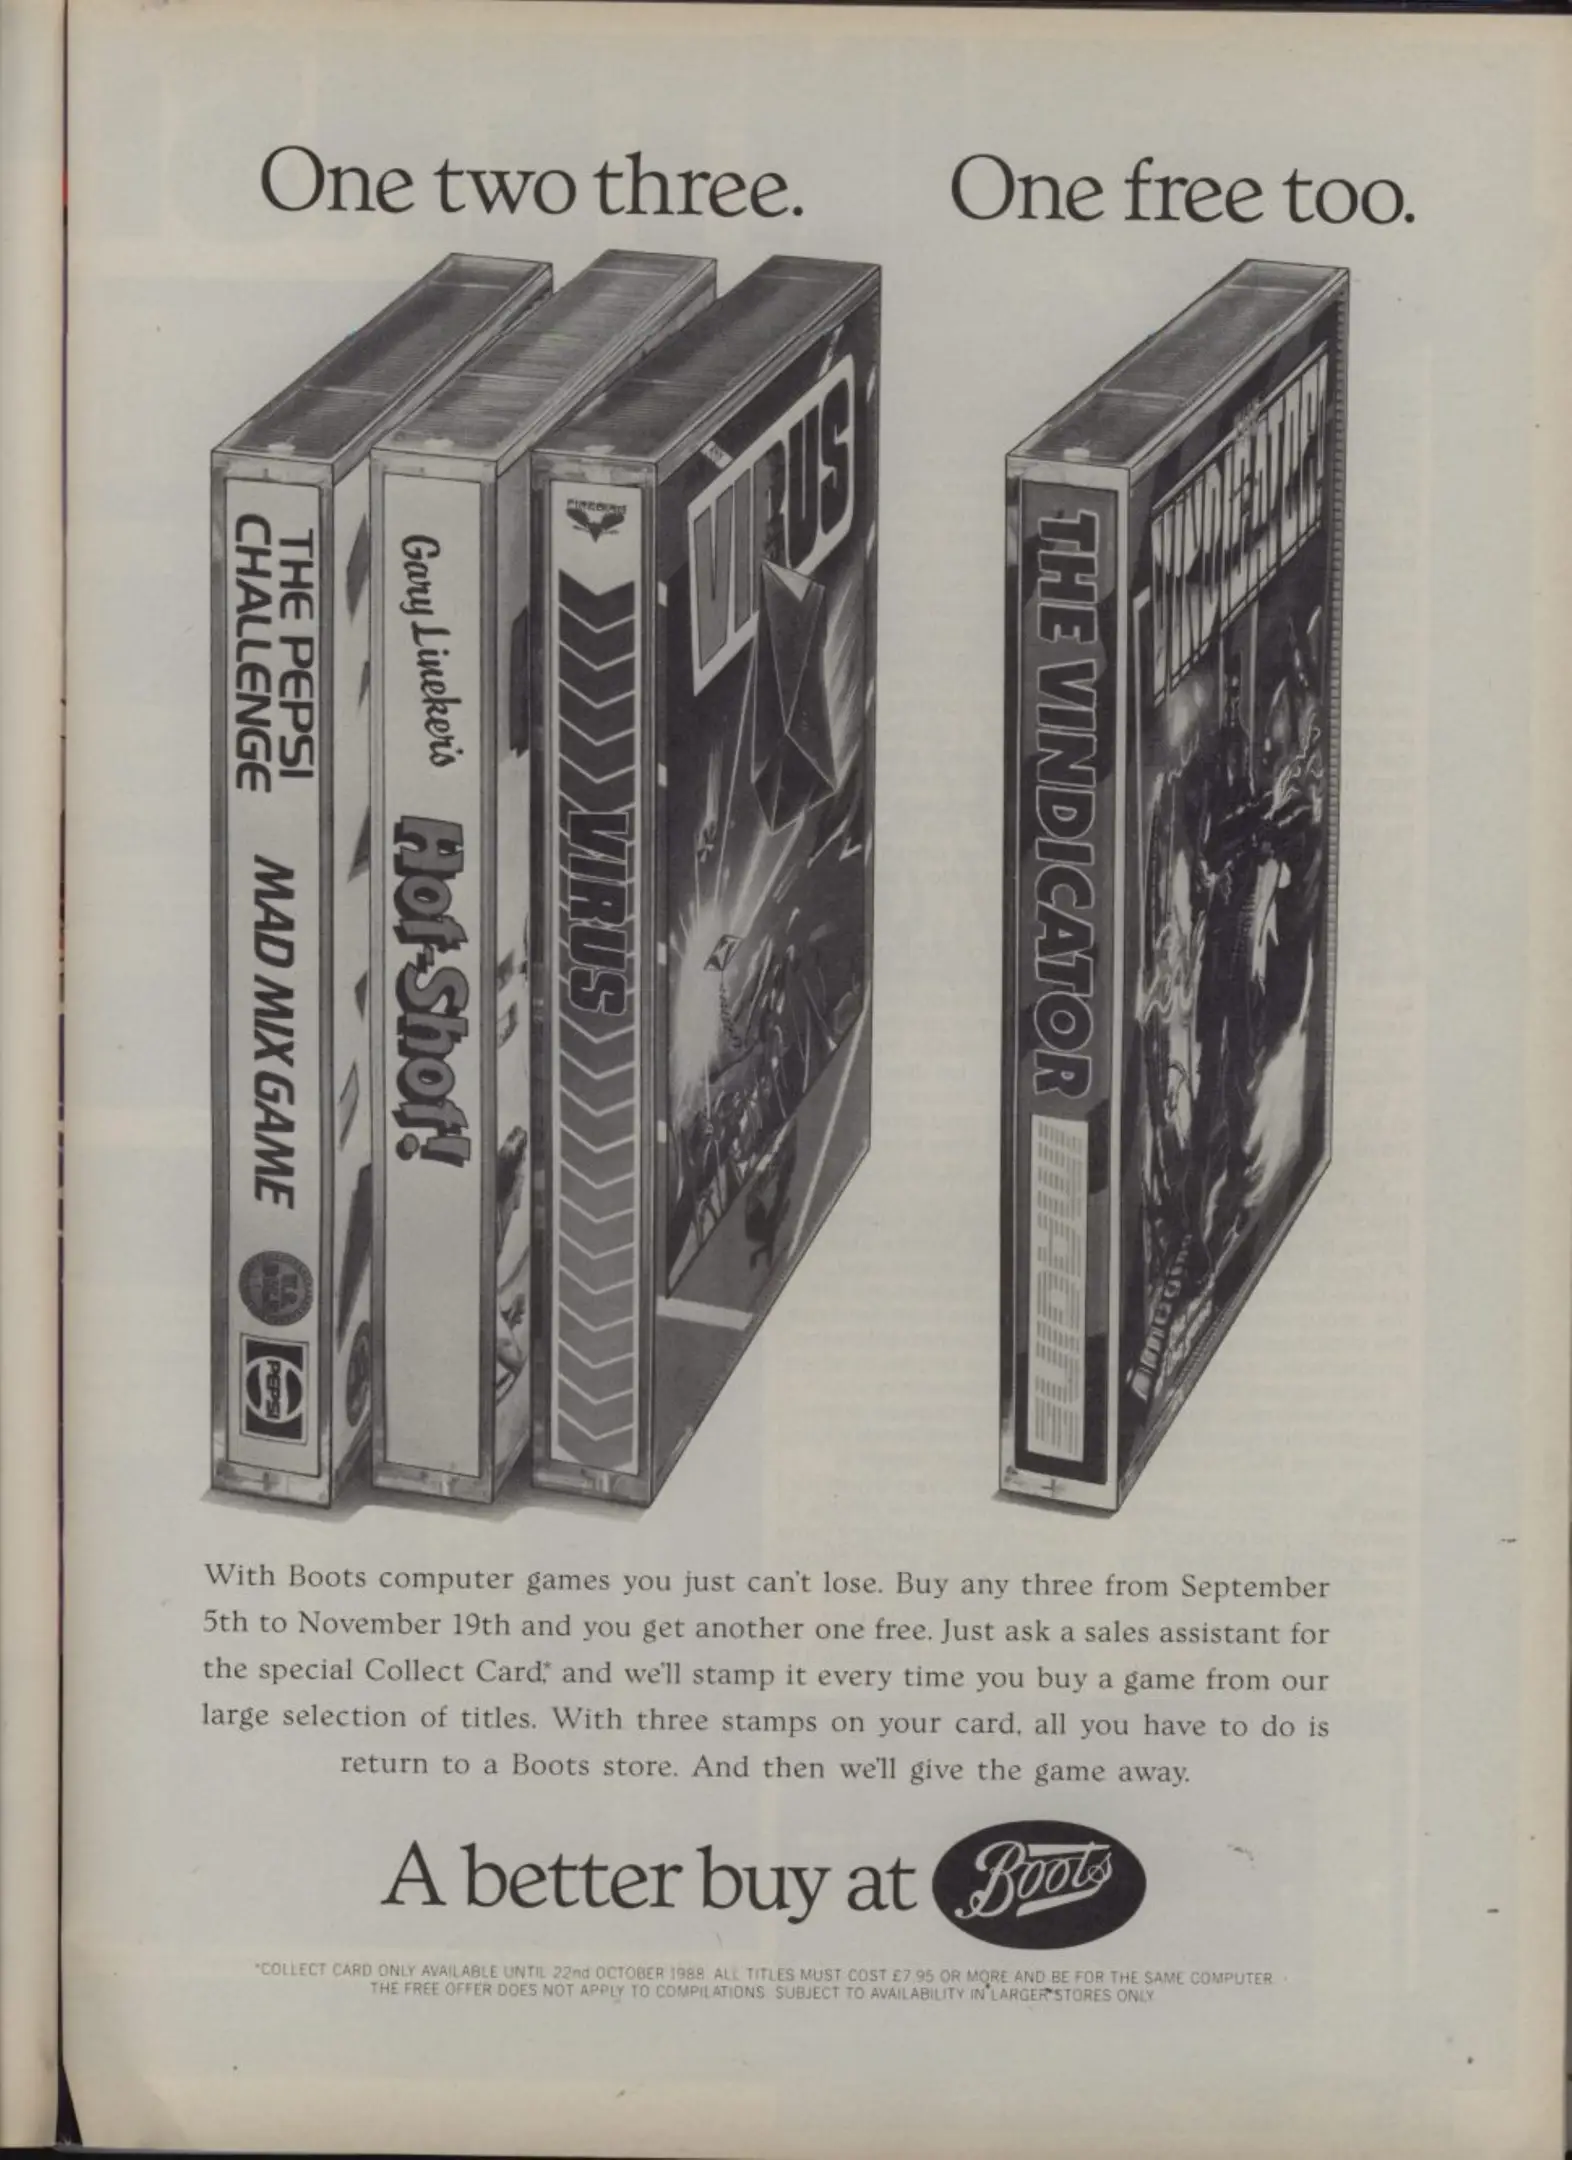 One two three.
One free too.
THE PEPSI
CHALLENGE
MAD MIX GAME
U.S.
GOLD
PEPSI
Gary Lineker's
Hot-Shot!
FIREBIRD
VIRUS
VIRUS
THE VINDICATOR
imagine
VINDICATOR!
With Boots computer games you just can't lose. Buy any three from September
5th to November 19th and you get another one free. Just ask a sales assistant for
the special Collect Card,* and we'll stamp it every time you buy a game from our
large selection of titles. With three stamps on your card, all you have to do is
return to a Boots store. And then we'll give the game away.
A better buy at Boots
*COLLECT CARD ONLY AVAILABLE UNTIL 22nd OCTOBER 1988. ALL TITLES MUST COST £7.95 OR MORE AND BE FOR THE SAME COMPUTER.
THE FREE OFFER DOES NOT APPLY TO COMPILATIONS. SUBJECT TO AVAILABILITY IN LARGER STORES ONLY.